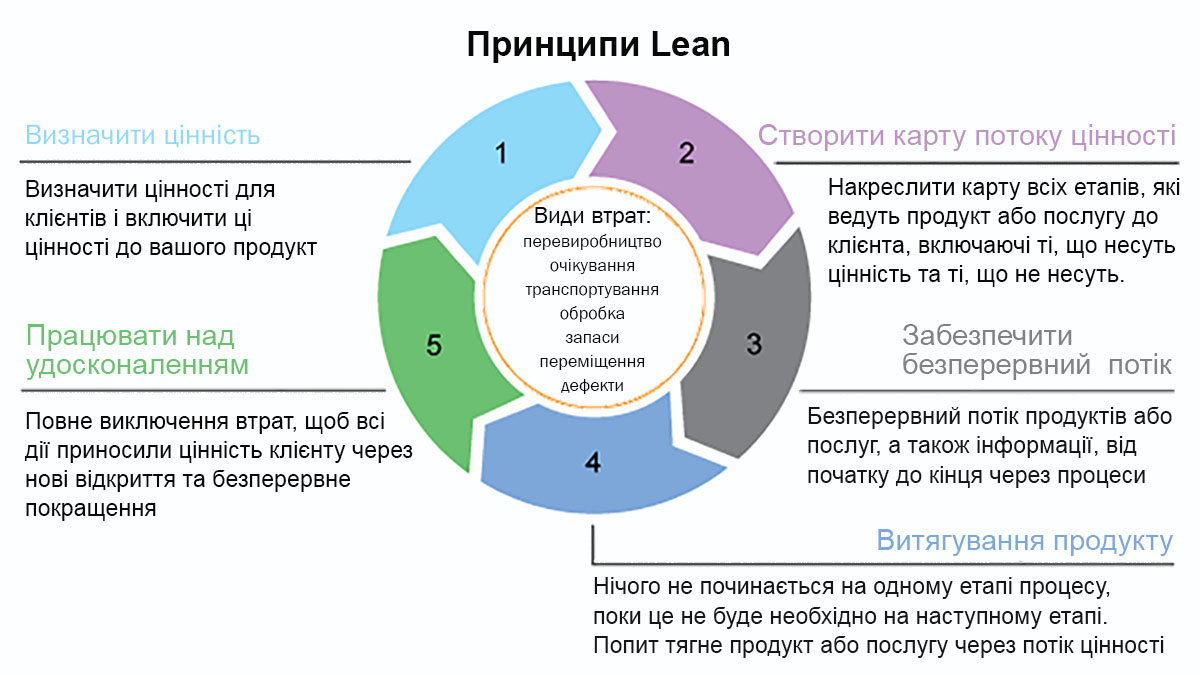 Принципи Lean
Визначити цінність
Визначити цінності для
клієнтів і включити ці
цінності до вашого продукт
1
2
Створити карту потоку цінності
Накреслити карту всіх етапів, які
ведуть продукт або послугу до
клієнта, включаючі ті, що несуть
цінність та ті, що не несуть.
Види втрат:
перевиробництво
очікування
транспортування
обробка
запаси
переміщення
дефекти
3
Забезпечити
безперервний потік
Безперервний потік продуктів або
послуг, а також інформації, від
початку до кінця через процеси
4
Витягування продукту
Нічого не починається на одному етапі процесу,
поки це не буде необхідно на наступному етапі.
Попит тягне продукт або послугу через потік цінності
5
Працювати над
удосконаленням
Повне виключення втрат, щоб всі
дії приносили цінність клієнту через
нові відкриття та безперервне
покращення